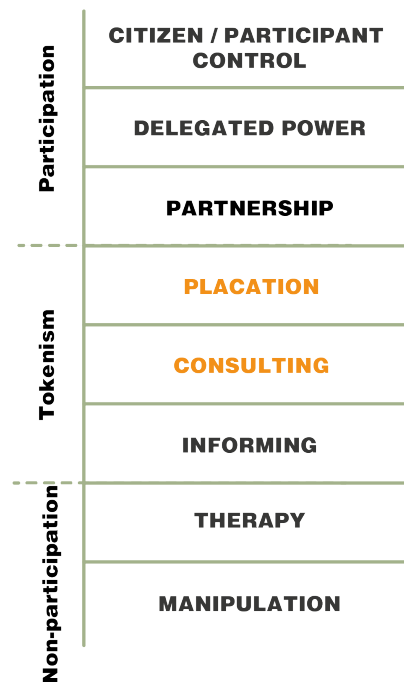 Participation
CITIZEN / PARTICIPANT
CONTROL
DELEGATED POWER
PARTNERSHIP
Tokenism
PLACATION
CONSULTING
INFORMING
Non-participation
THERAPY
MANIPULATION